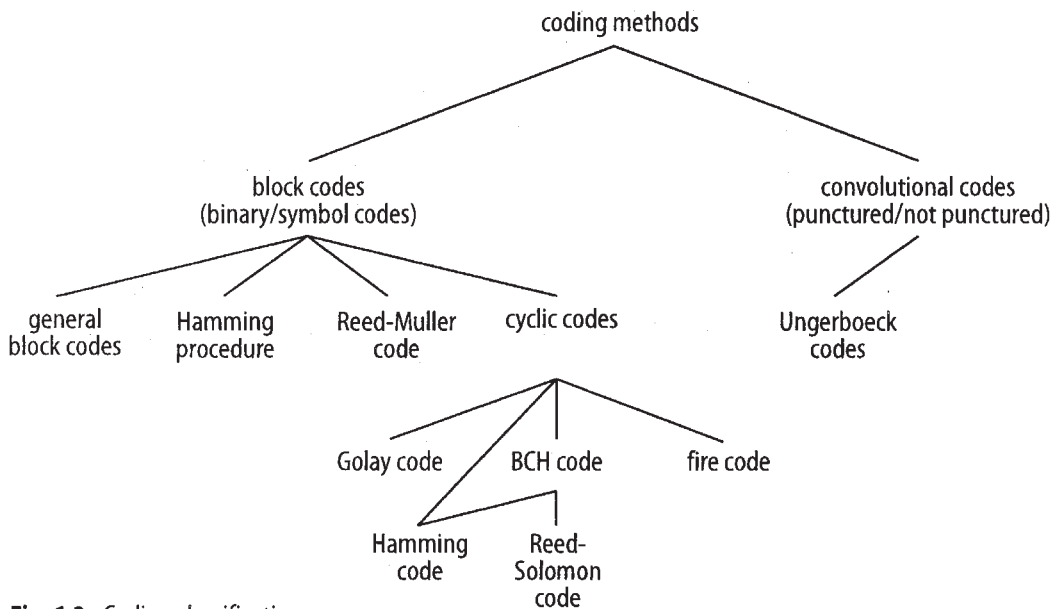 coding methods
block codes
(binary/symbol codes)
convolutional codes
(punctured/not punctured)
general
block codes
Hamming
procedure
Reed-Muller
code
cyclic codes
Ungerboeck
codes
Golay code
BCH code
fire code
Hamming
code
Reed-
Solomon
code